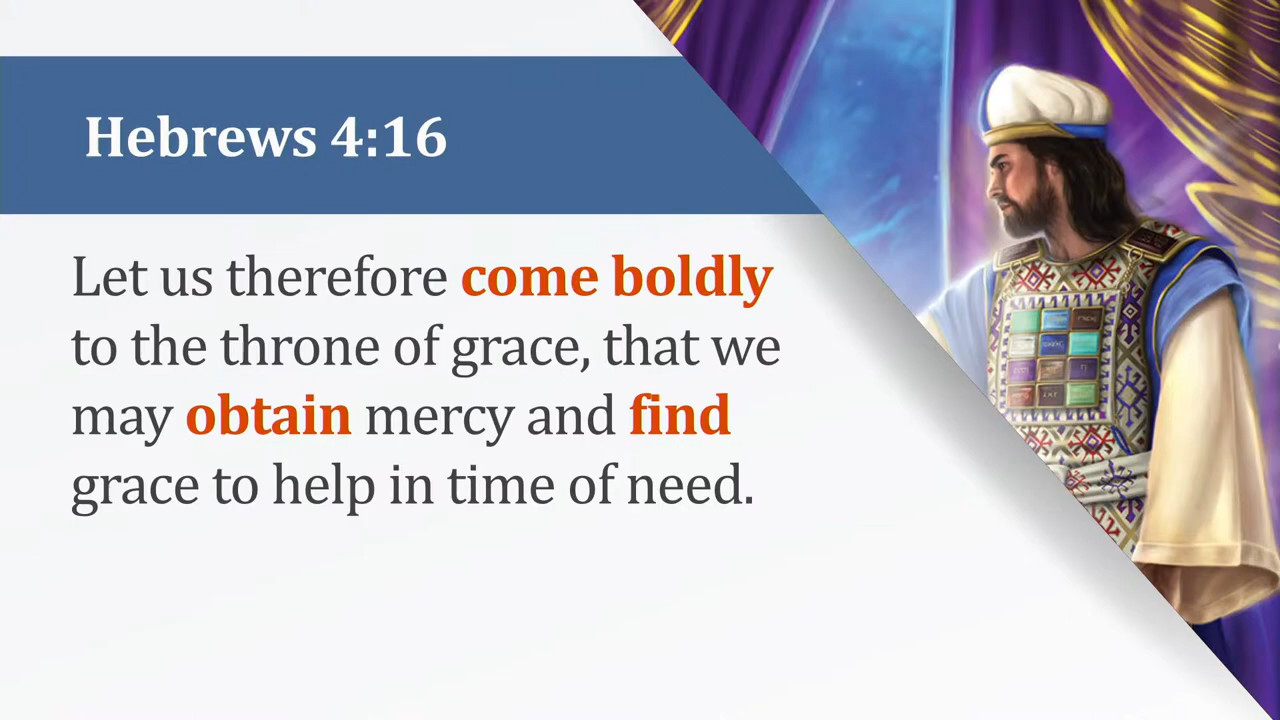 Hebrews 4:16
Let us therefore come boldly
to the throne of grace, that we
may obtain mercy and find
grace to help in time of need.